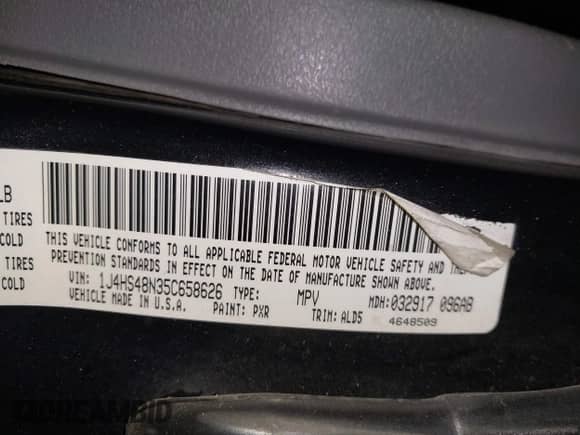 LB
TIRES
COLD
TIRES
COLD
THIS VEHICLE CONFORMS TO ALL APPLICABLE FEDERAL MOTOR VEHICLE SAFETY AND
PREVENTION STANDARDS IN EFFECT ON THE DATE OF MANUFACTURE SHOWN ABOVE.
VIN: 1J4HS48N35C658626 TYPE: MPV MDH:032917 096AB
VEHICLE MADE IN U.S.A. PAINT: PXR TRIM: ALD5 4648509
DREAMBID